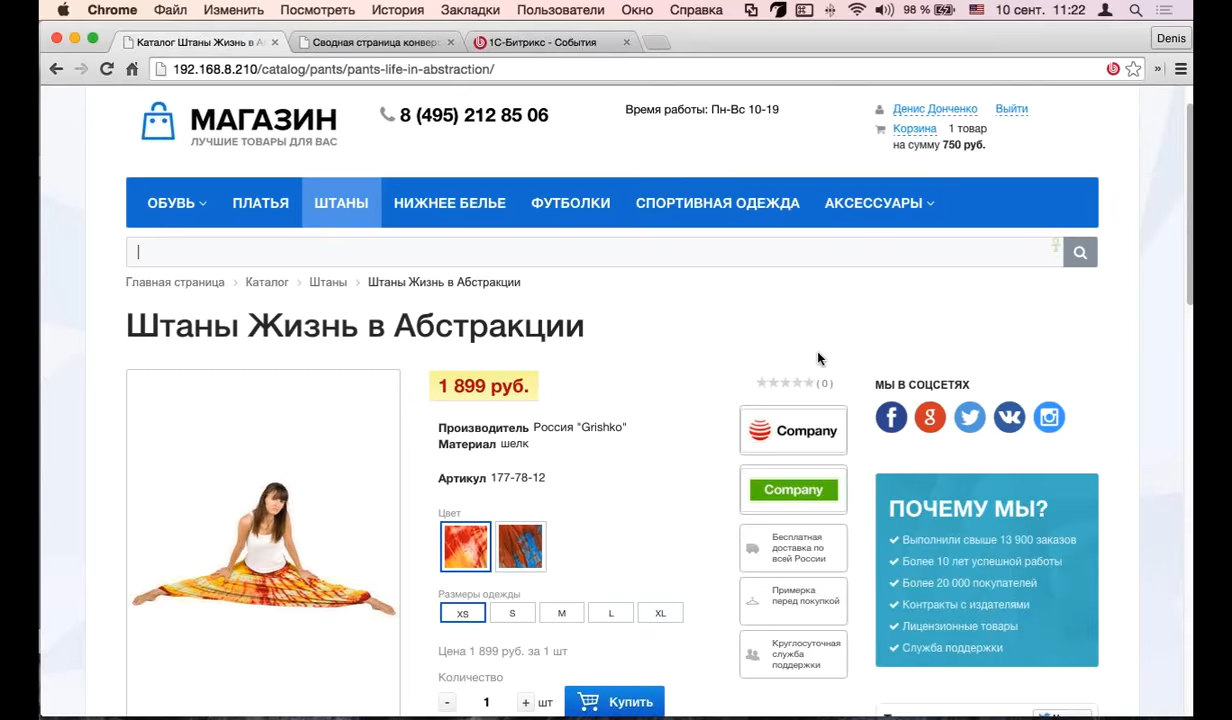 Chrome Файл Изменить Посмотреть История Закладки Пользователи Окно Справка 98 % 10 сент. 11:22
Каталог Штаны Жизнь в А
Сводная страница конвер
1С-Битрикс - События
Denis
192.168.8.210/catalog/pants/pants-life-in-abstraction/
МАГАЗИН
ЛУЧШИЕ ТОВАРЫ ДЛЯ ВАС
8 (495) 212 85 06
Время работы: Пн-Вс 10-19
Денис Донченко Выйти
Корзина 1 товар
на сумму 750 руб.
ОБУВЬ ПЛАТЬЯ ШТАНЫ НИЖНЕЕ БЕЛЬЕ ФУТБОЛКИ СПОРТИВНАЯ ОДЕЖДА АКСЕССУАРЫ
Главная страница > Каталог > Штаны > Штаны Жизнь в Абстракции
Штаны Жизнь в Абстракции
1 899 руб.
Производитель Россия "Grishko"
Материал шелк
Артикул 177-78-12
Цвет
Размеры одежды
XS S M L XL
Цена 1 899 руб. за 1 шт
Количество
- 1 + шт Купить
( 0 )
Company
Company
Бесплатная
доставка по
всей России
Примерка
перед покупкой
Круглосуточная
служба
поддержки
МЫ В СОЦСЕТЯХ
ПОЧЕМУ МЫ?
Выполнили свыше 13 900 заказов
Более 10 лет успешной работы
Более 20 000 покупателей
Контракты с издателями
Лицензионные товары
Служба поддержки